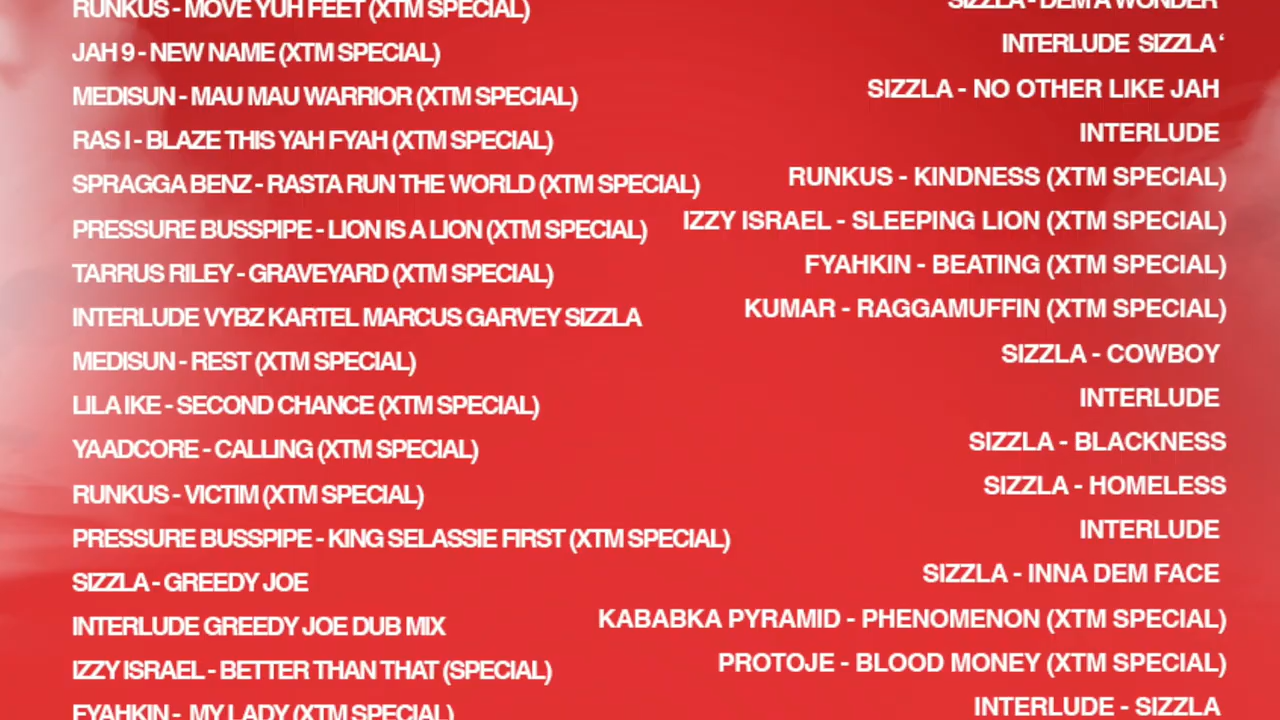 RUNKUS - MOVE YUH FEET (XTM SPECIAL)
JAH 9 - NEW NAME (XTM SPECIAL)
MEDISUN - MAU MAU WARRIOR (XTM SPECIAL)
RAS I - BLAZE THIS YAH FYAH (XTM SPECIAL)
SPRAGGA BENZ - RASTA RUN THE WORLD (XTM SPECIAL)
PRESSURE BUSSPIPE - LION IS A LION (XTM SPECIAL)
TARRUS RILEY - GRAVEYARD (XTM SPECIAL)
INTERLUDE VYBZ KARTEL MARCUS GARVEY SIZZLA
MEDISUN - REST (XTM SPECIAL)
LILA IKE - SECOND CHANCE (XTM SPECIAL)
YAADCORE - CALLING (XTM SPECIAL)
RUNKUS - VICTIM (XTM SPECIAL)
PRESSURE BUSSPIPE - KING SELASSIE FIRST (XTM SPECIAL)
SIZZLA - GREEDY JOE
INTERLUDE GREEDY JOE DUB MIX
IZZY ISRAEL - BETTER THAN THAT (SPECIAL)
FYAHKIN - MY LADY (XTM SPECIAL)
SIZZLA - DEM A WONDER
INTERLUDE SIZZLA ‘
SIZZLA - NO OTHER LIKE JAH
INTERLUDE
RUNKUS - KINDNESS (XTM SPECIAL)
IZZY ISRAEL - SLEEPING LION (XTM SPECIAL)
FYAHKIN - BEATING (XTM SPECIAL)
KUMAR - RAGGAMUFFIN (XTM SPECIAL)
SIZZLA - COWBOY
INTERLUDE
SIZZLA - BLACKNESS
SIZZLA - HOMELESS
INTERLUDE
SIZZLA - INNA DEM FACE
KABABKA PYRAMID - PHENOMENON (XTM SPECIAL)
PROTOJE - BLOOD MONEY (XTM SPECIAL)
INTERLUDE - SIZZLA